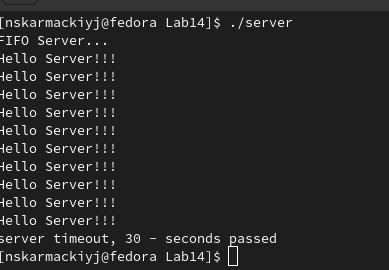 [nskarmackiyj@fedora Lab14]$ ./server
FIFO Server...
Hello Server!!!
Hello Server!!!
Hello Server!!!
Hello Server!!!
Hello Server!!!
Hello Server!!!
Hello Server!!!
Hello Server!!!
Hello Server!!!
Hello Server!!!
server timeout, 30 - seconds passed
[nskarmackiyj@fedora Lab14]$